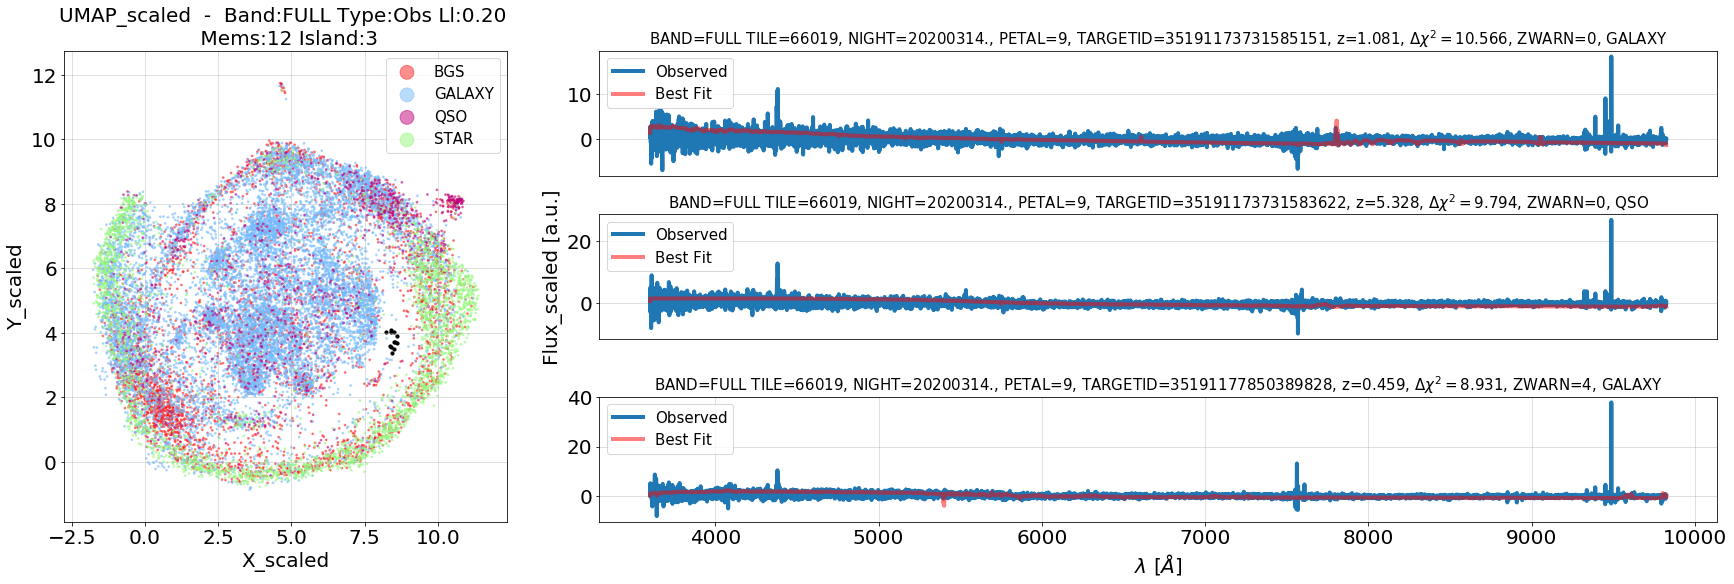 UMAP_scaled - Band:FULL Type:Obs Ll:0.20
Mems:12 Island:3
BGS
GALAXY
QSO
STAR
12
10
8
6
4
2
0
Y_scaled
−2.5 0.0 2.5 5.0 7.5 10.0
X_scaled
BAND=FULL TILE=66019, NIGHT=20200314., PETAL=9, TARGETID=35191173731585151, z=1.081, Δχ² = 10.566, ZWARN=0, GALAXY
Observed
Best Fit
10
0
BAND=FULL TILE=66019, NIGHT=20200314., PETAL=9, TARGETID=35191173731583622, z=5.328, Δχ² = 9.794, ZWARN=0, QSO
Observed
Best Fit
20
0
Flux_scaled [a.u.]
BAND=FULL TILE=66019, NIGHT=20200314., PETAL=9, TARGETID=35191177850389828, z=0.459, Δχ² = 8.931, ZWARN=4, GALAXY
Observed
Best Fit
40
20
0
4000 5000 6000 7000 8000 9000 10000
λ [Å]